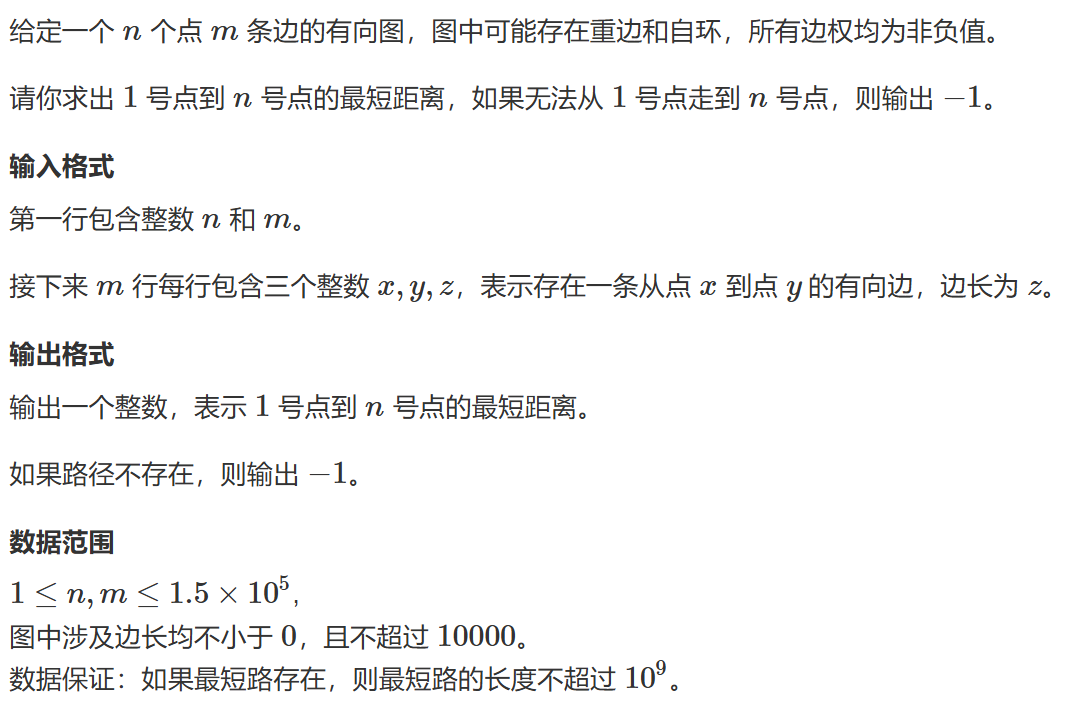 给定一个 n 个点 m 条边的有向图，图中可能存在重边和自环，所有边权均为非负值。
请你求出 1 号点到 n 号点的最短距离，如果无法从 1 号点走到 n 号点，则输出 −1。
输入格式
第一行包含整数 n 和 m。
接下来 m 行每行包含三个整数 x, y, z，表示存在一条从点 x 到点 y 的有向边，边长为 z。
输出格式
输出一个整数，表示 1 号点到 n 号点的最短距离。
如果路径不存在，则输出 −1。
数据范围
1 ≤ n, m ≤ 1.5 × 10⁵,
图中涉及边长均不小于 0，且不超过 10000。
数据保证：如果最短路存在，则最短路的长度不超过 10⁹。